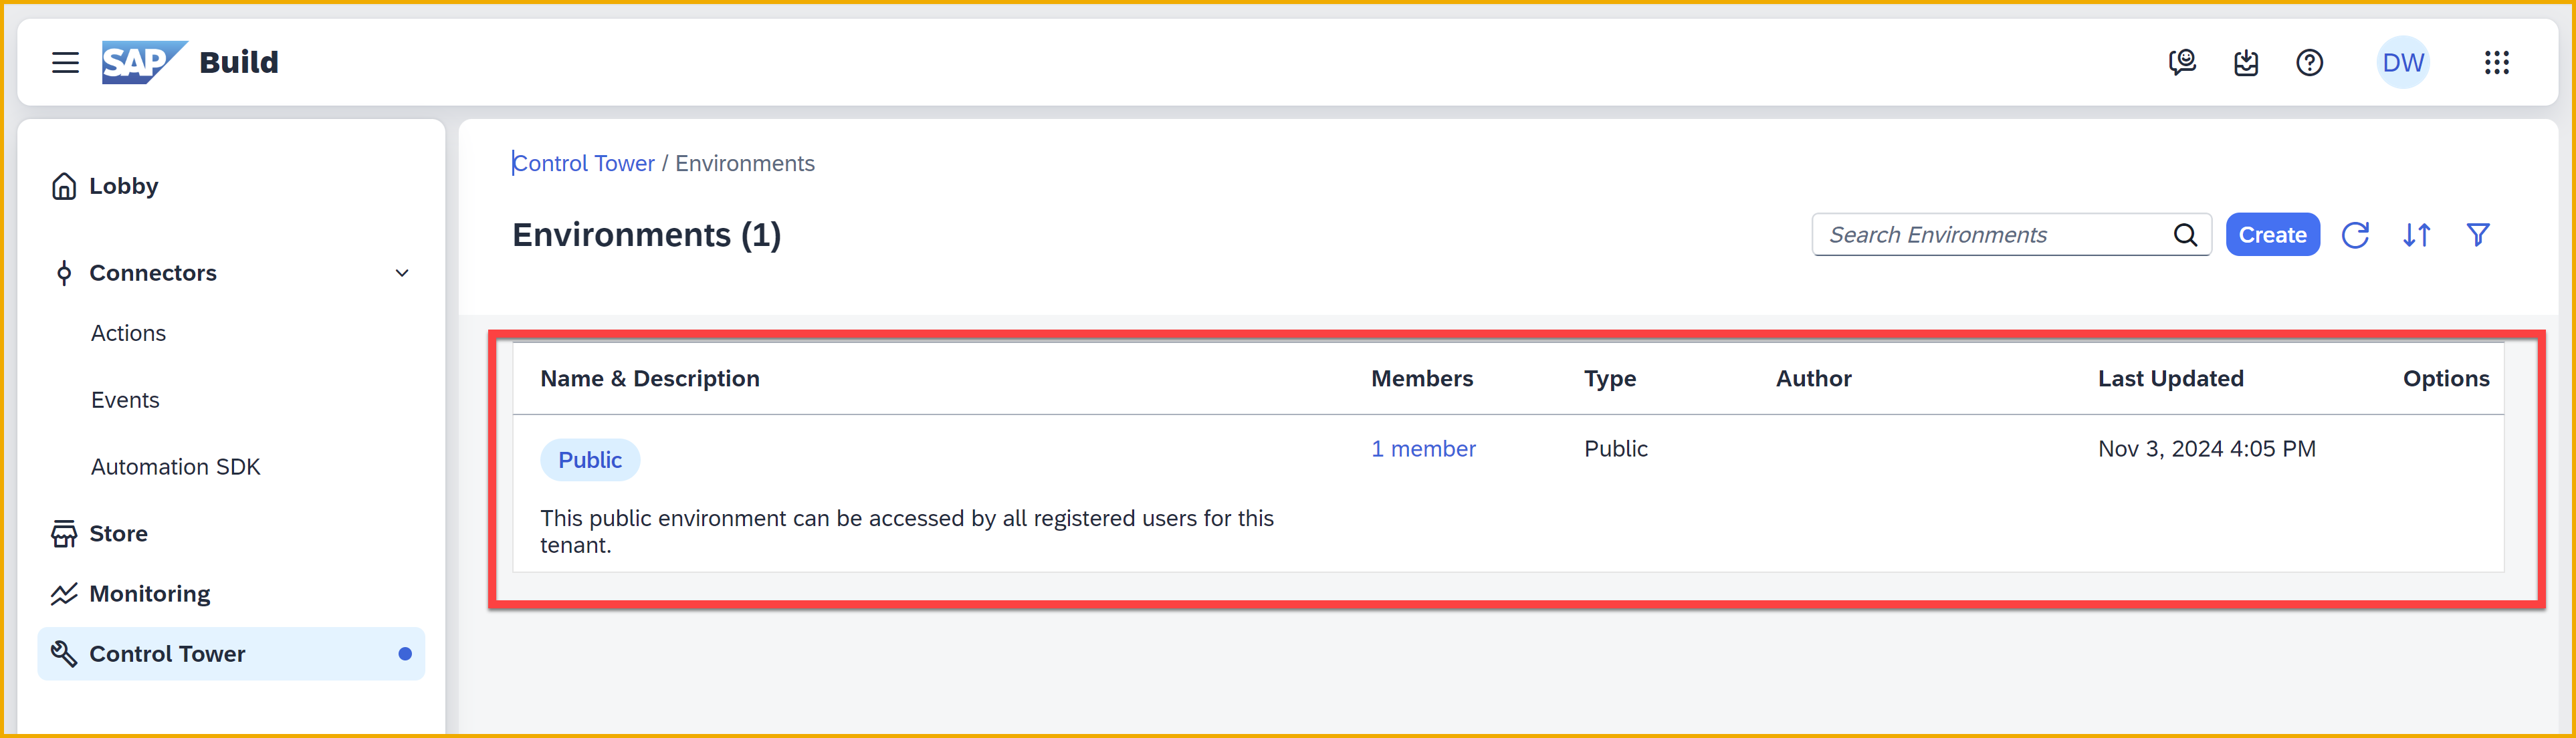 SAP Build
DW
Lobby
Connectors
Actions
Events
Automation SDK
Store
Monitoring
Control Tower
Control Tower / Environments
Environments (1)
Search Environments
Create
Name & Description Members Type Author Last Updated Options
Public 1 member Public Nov 3, 2024 4:05 PM
This public environment can be accessed by all registered users for this
tenant.